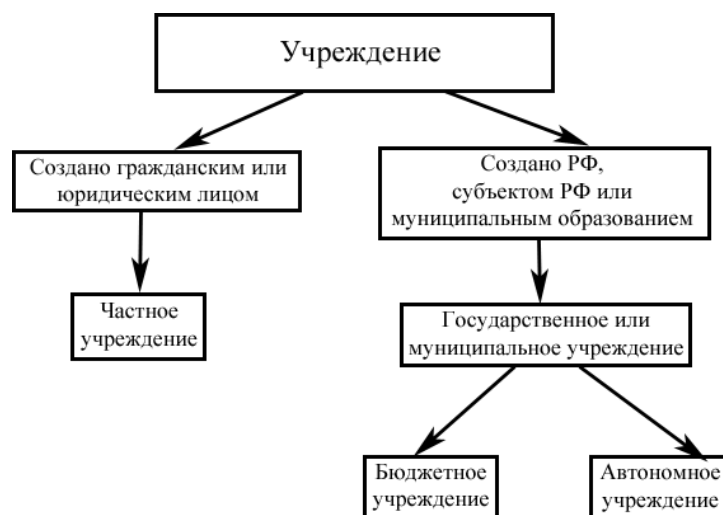 Учреждение
Создано гражданским или
юридическим лицом
Создано РФ,
субъектом РФ или
муниципальным образованием
Частное
учреждение
Государственное или
муниципальное учреждение
Бюджетное
учреждение
Автономное
учреждение